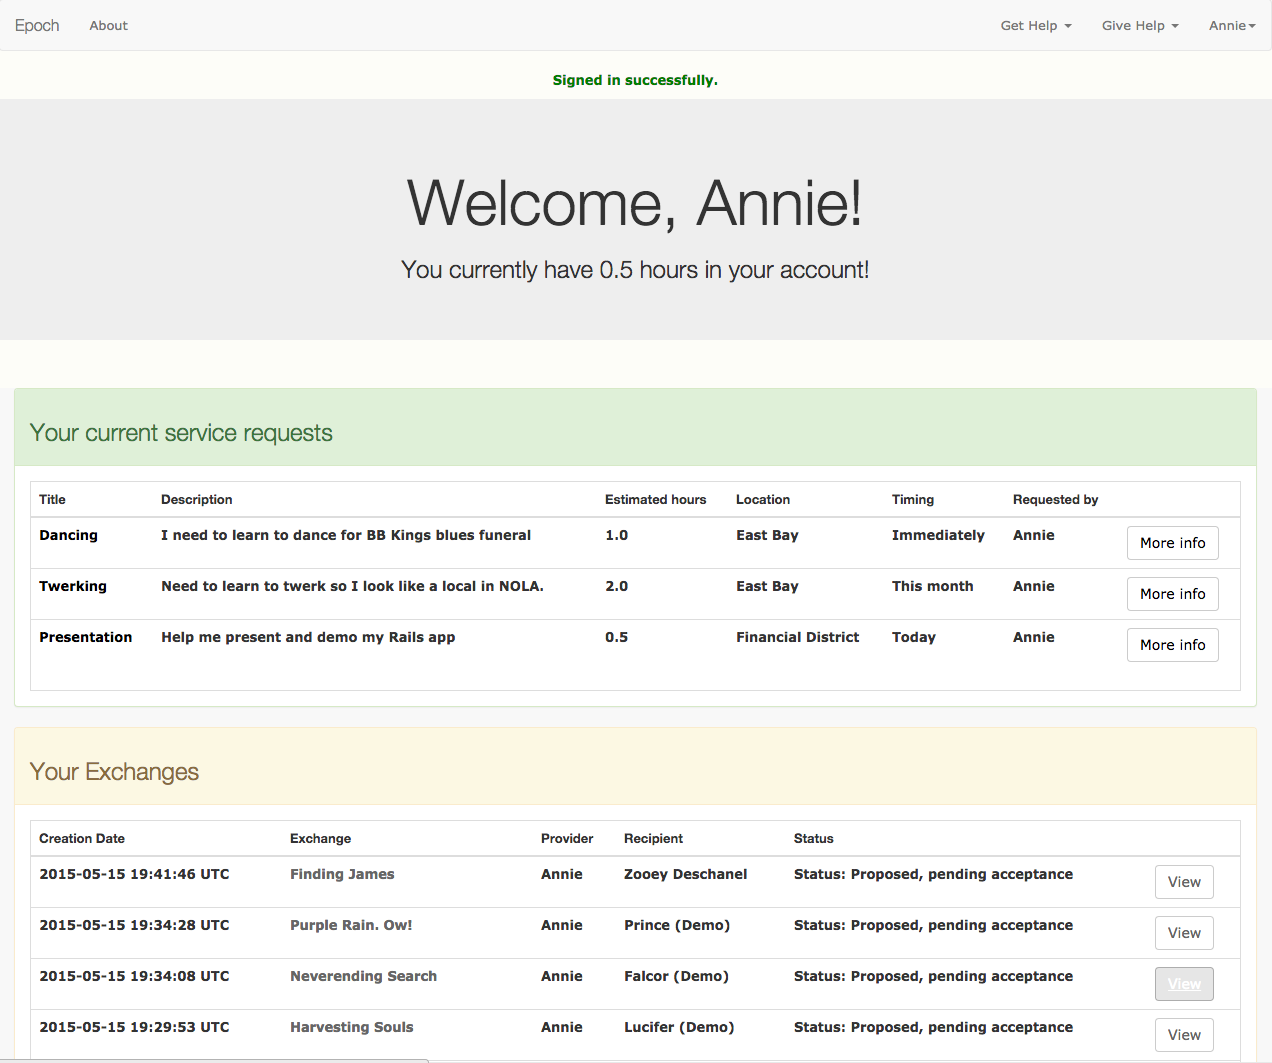 Epoch About Get Help Give Help Annie
Signed in successfully.
Welcome, Annie!
You currently have 0.5 hours in your account!
Your current service requests
Title Description Estimated hours Location Timing Requested by
Dancing I need to learn to dance for BB Kings blues funeral 1.0 East Bay Immediately Annie More info
Twerking Need to learn to twerk so I look like a local in NOLA. 2.0 East Bay This month Annie More info
Presentation Help me present and demo my Rails app 0.5 Financial District Today Annie More info
Your Exchanges
Creation Date Exchange Provider Recipient Status
2015-05-15 19:41:46 UTC Finding James Annie Zooey Deschanel Status: Proposed, pending acceptance View
2015-05-15 19:34:28 UTC Purple Rain. Ow! Annie Prince (Demo) Status: Proposed, pending acceptance View
2015-05-15 19:34:08 UTC Neverending Search Annie Falcor (Demo) Status: Proposed, pending acceptance View
2015-05-15 19:29:53 UTC Harvesting Souls Annie Lucifer (Demo) Status: Proposed, pending acceptance View